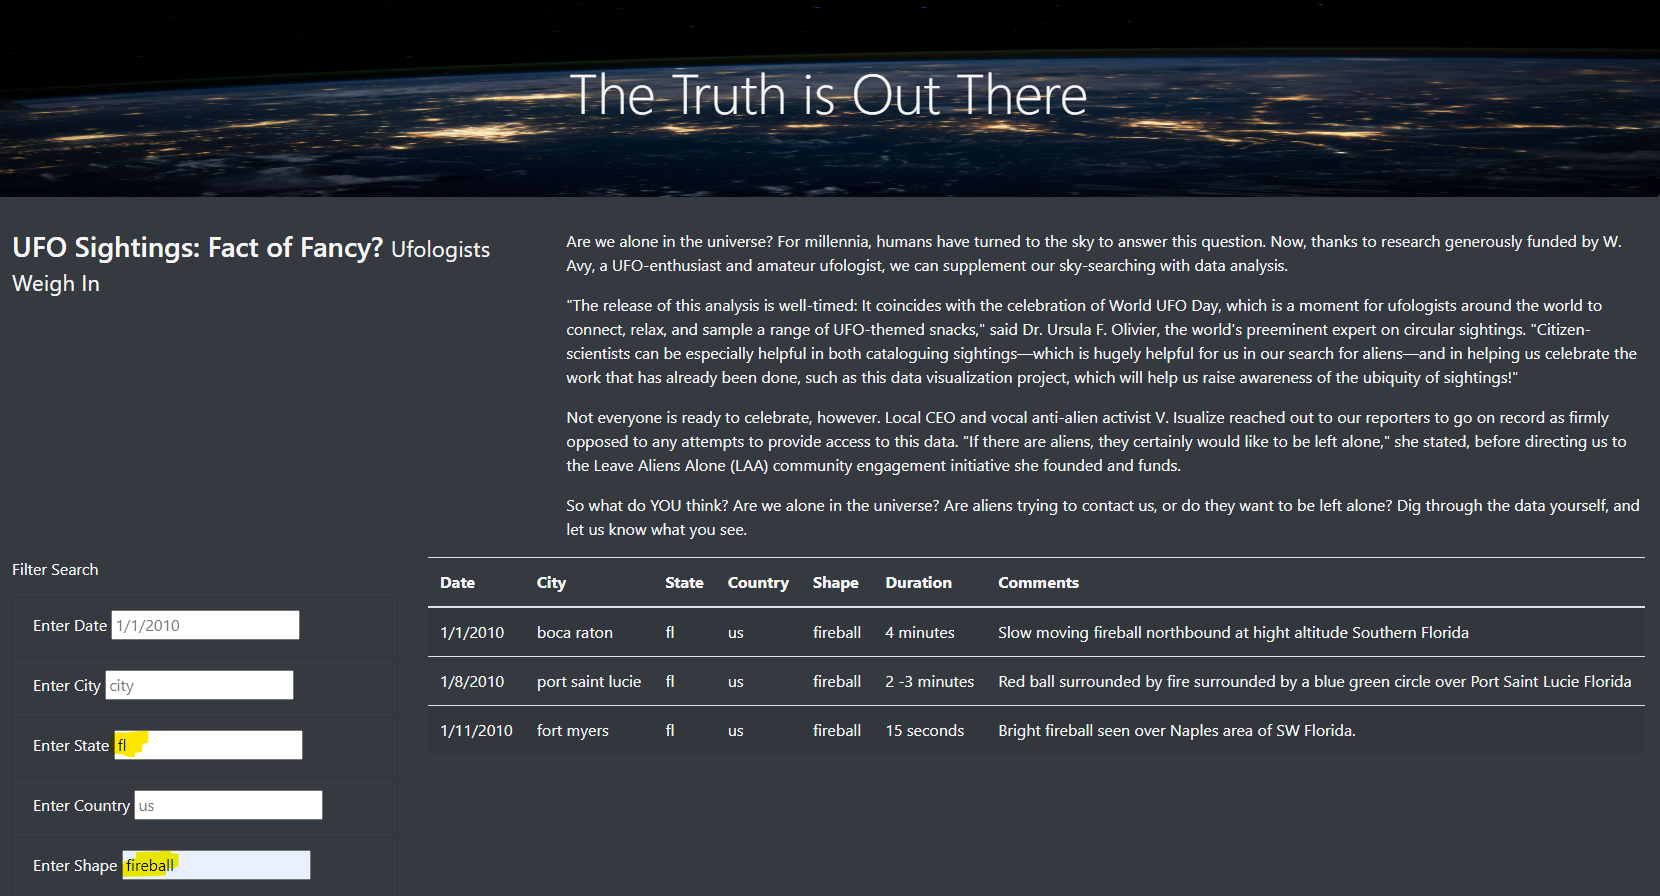 The Truth is Out There
UFO Sightings: Fact of Fancy? Ufologists
Weigh In
Are we alone in the universe? For millennia, humans have turned to the sky to answer this question. Now, thanks to research generously funded by W.
Avy, a UFO-enthusiast and amateur ufologist, we can supplement our sky-searching with data analysis.
"The release of this analysis is well-timed: It coincides with the celebration of World UFO Day, which is a moment for ufologists around the world to
connect, relax, and sample a range of UFO-themed snacks," said Dr. Ursula F. Olivier, the world's preeminent expert on circular sightings. "Citizen-
scientists can be especially helpful in both cataloguing sightings—which is hugely helpful for us in our search for aliens—and in helping us celebrate the
work that has already been done, such as this data visualization project, which will help us raise awareness of the ubiquity of sightings!"
Not everyone is ready to celebrate, however. Local CEO and vocal anti-alien activist V. Isualize reached out to our reporters to go on record as firmly
opposed to any attempts to provide access to this data. "If there are aliens, they certainly would like to be left alone," she stated, before directing us to
the Leave Aliens Alone (LAA) community engagement initiative she founded and funds.
So what do YOU think? Are we alone in the universe? Are aliens trying to contact us, or do they want to be left alone? Dig through the data yourself, and
let us know what you see.
Filter Search
Enter Date 1/1/2010
Enter City city
Enter State fl
Enter Country us
Enter Shape fireball
Date City State Country Shape Duration Comments
1/1/2010 boca raton fl us fireball 4 minutes Slow moving fireball northbound at hight altitude Southern Florida
1/8/2010 port saint lucie fl us fireball 2 -3 minutes Red ball surrounded by fire surrounded by a blue green circle over Port Saint Lucie Florida
1/11/2010 fort myers fl us fireball 15 seconds Bright fireball seen over Naples area of SW Florida.